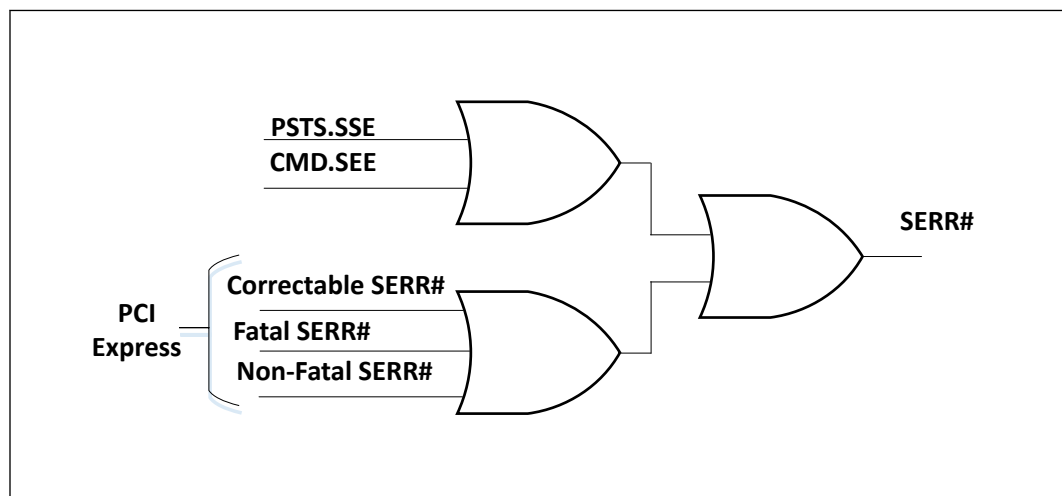 PSTS.SSE
CMD.SEE
SERR#
Correctable SERR#
PCI
Express
Fatal SERR#
Non-Fatal SERR#